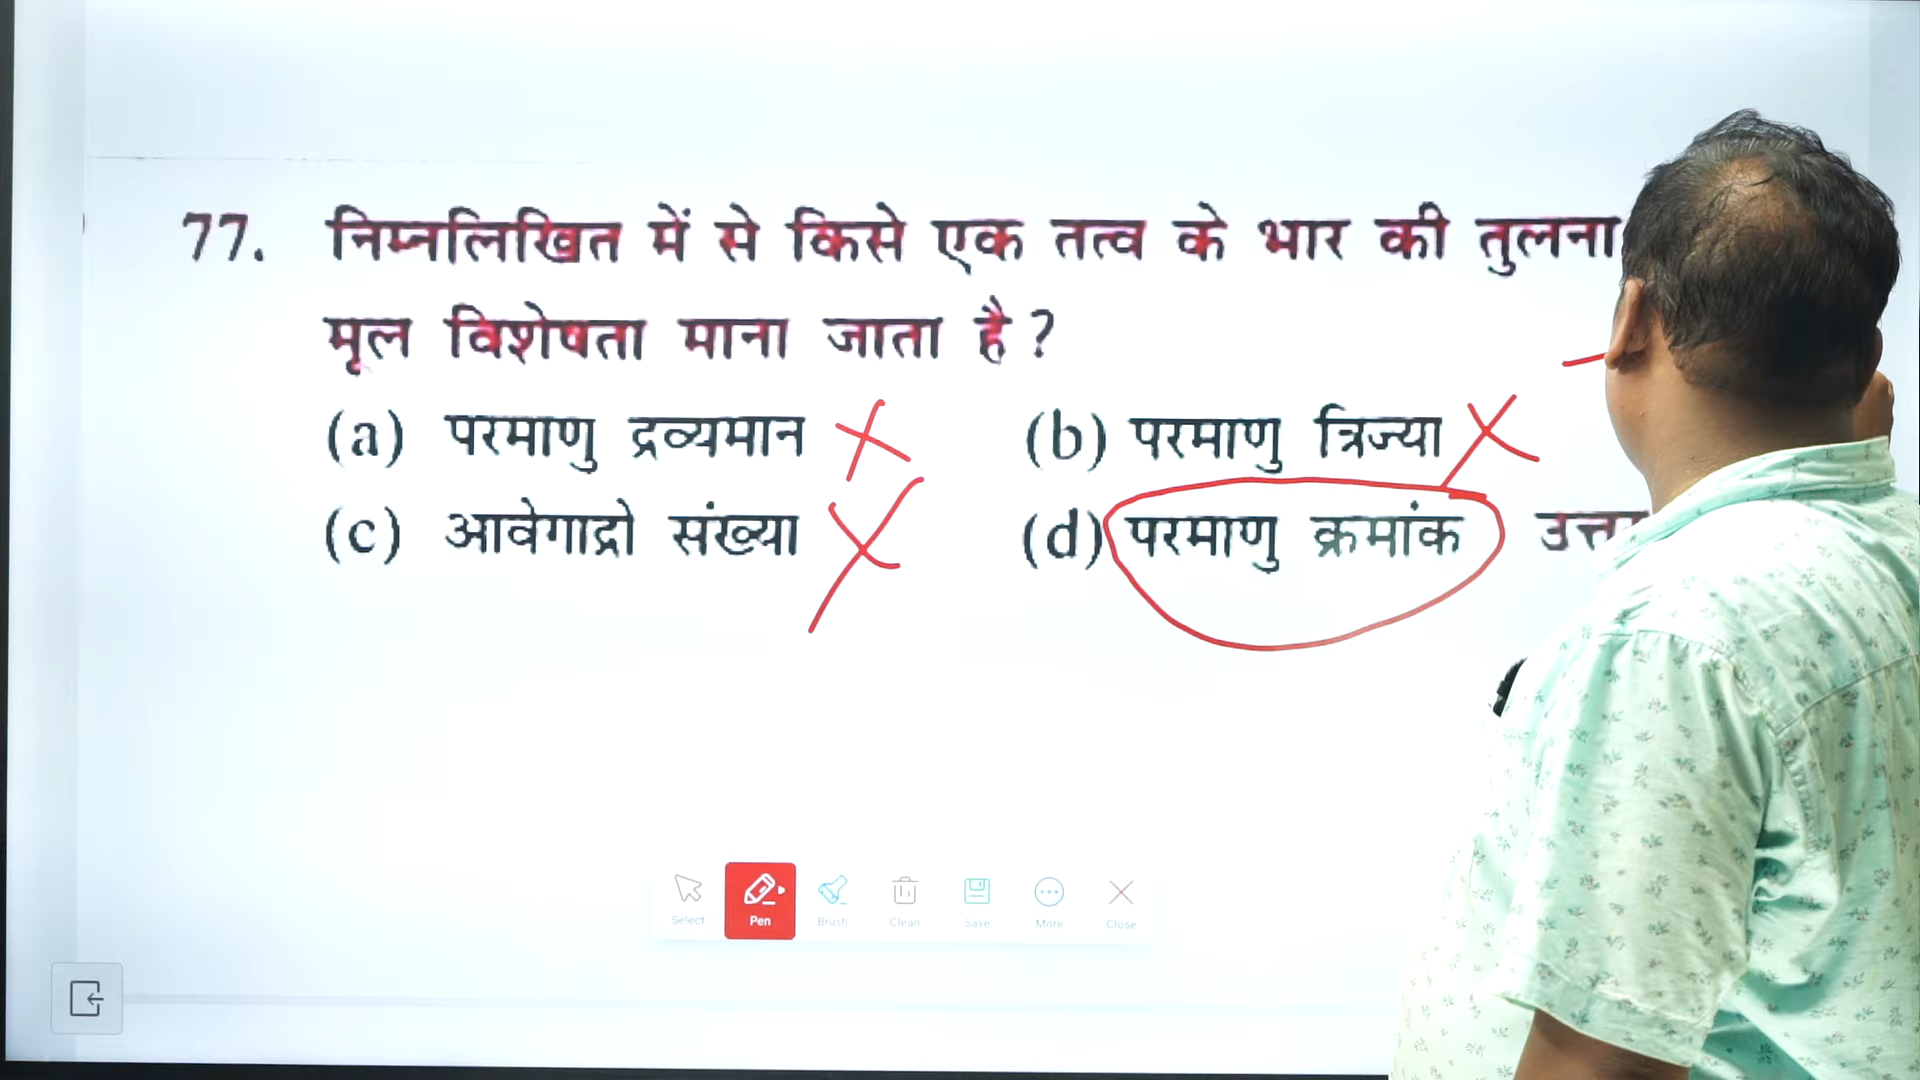 77. निम्नलिखित में से किसे एक तत्व के भार की तुलना
मूल विशेषता माना जाता है ?
(a) परमाणु द्रव्यमान (b) परमाणु त्रिज्या
(c) आवेगाद्रो संख्या (d) परमाणु क्रमांक
Select Pen Brush Clean Save More Close